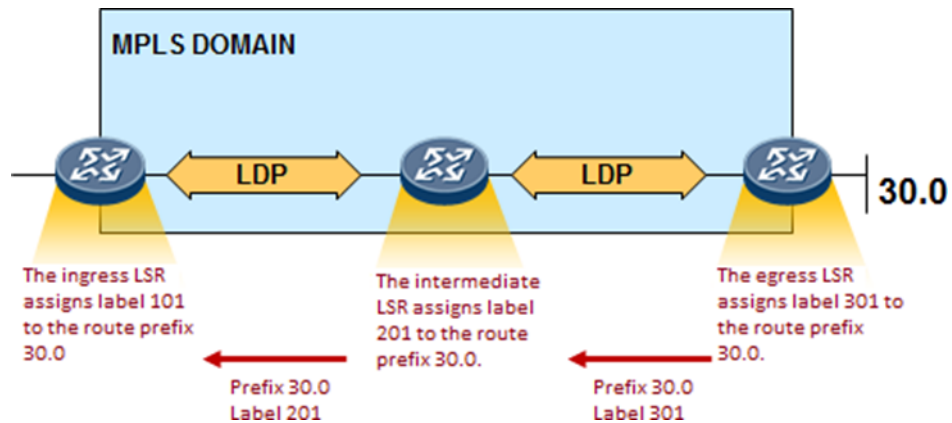 MPLS DOMAIN
LDP
LDP
30.0
The ingress LSR
assigns label 101
to the route prefix
30.0
The intermediate
LSR assigns label
201 to the route
prefix 30.0.
The egress LSR
assigns label 301 to
the route prefix
30.0.
Prefix 30.0
Label 201
Prefix 30.0
Label 301